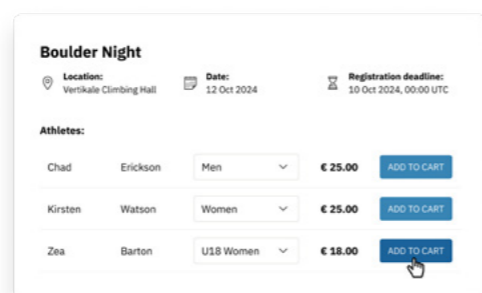 Boulder Night
Location:
Vertikale Climbing Hall
Date:
12 Oct 2024
Registration deadline:
10 Oct 2024, 00:00 UTC
Athletes:
Chad Erickson Men € 25.00 ADD TO CART
Kirsten Watson Women € 25.00 ADD TO CART
Zea Barton U18 Women € 18.00 ADD TO CART